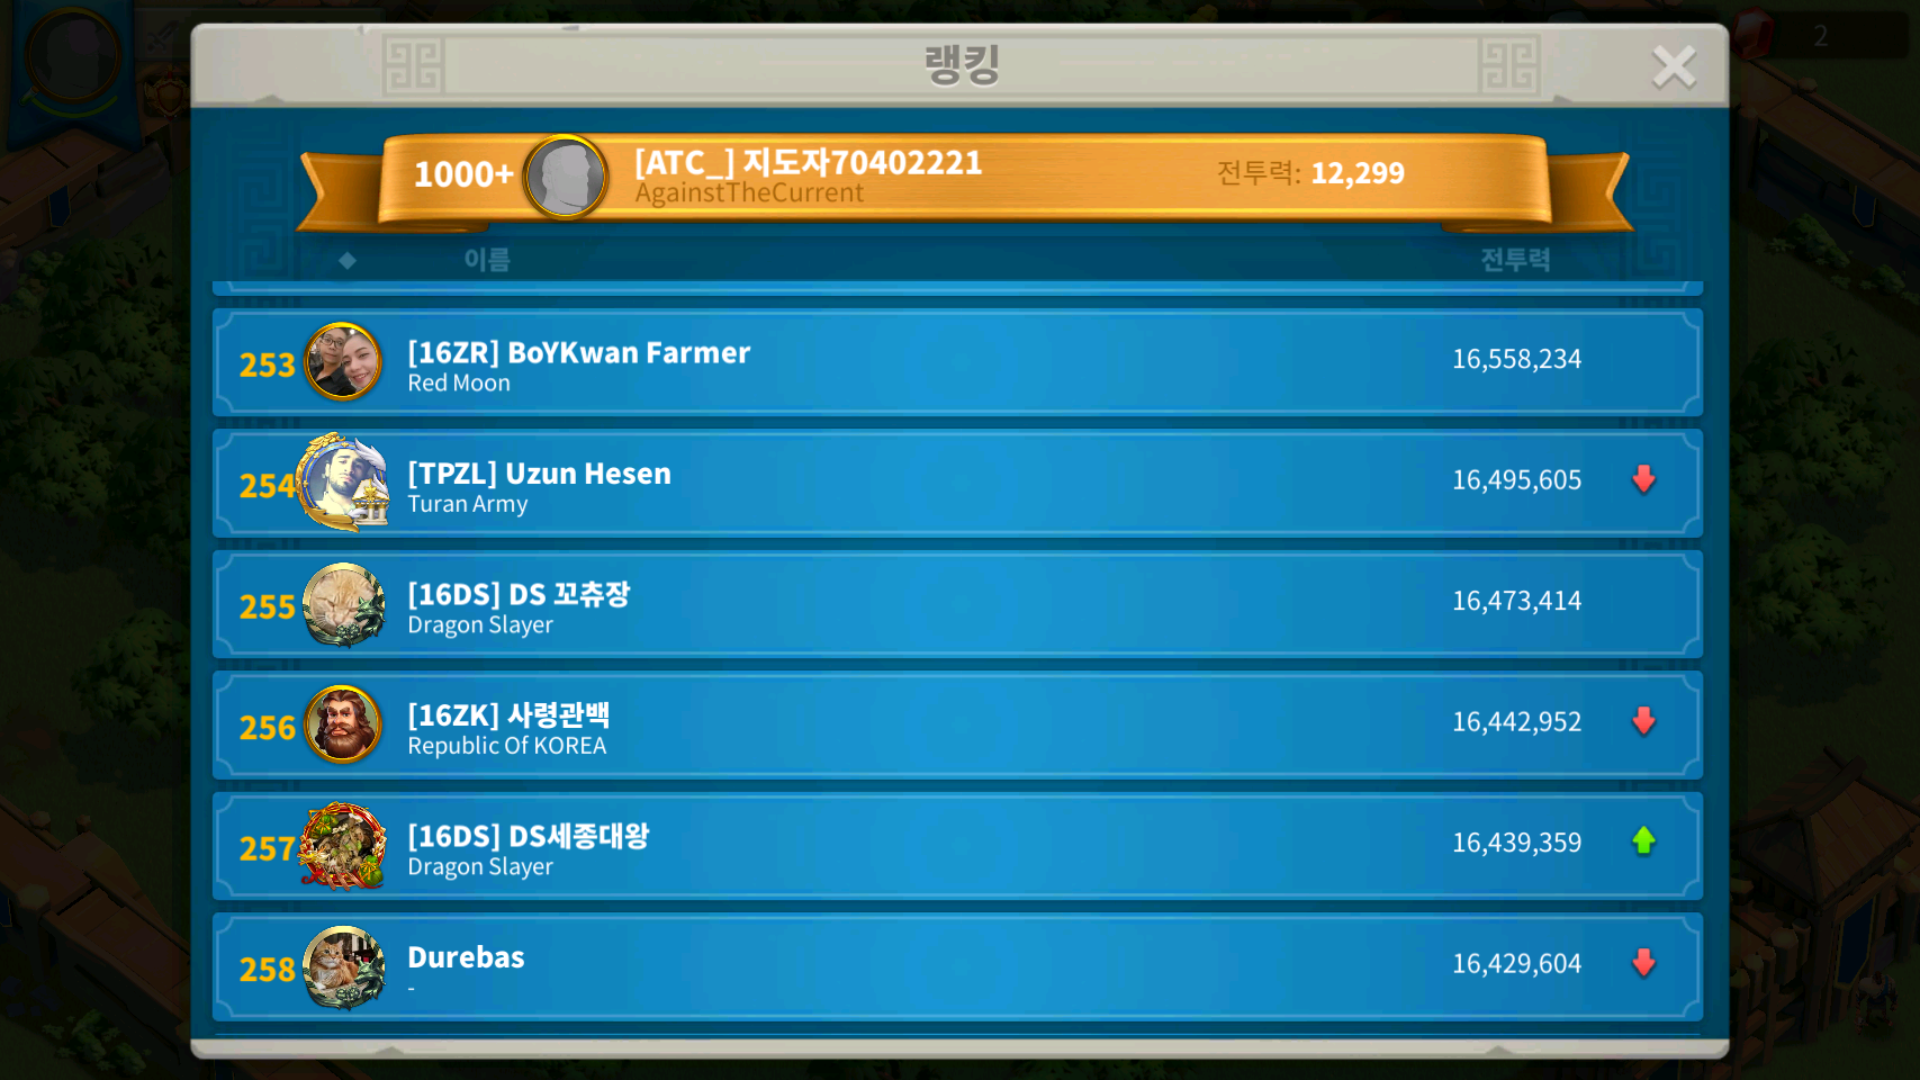 랭킹
2
1000+
[ATC_] 지도자70402221
AgainstTheCurrent
전투력: 12,299
이름
전투력
253
[16ZR] BoYKwan Farmer
Red Moon
16,558,234
254
[TPZL] Uzun Hesen
Turan Army
16,495,605
255
[16DS] DS 꼬츄장
Dragon Slayer
16,473,414
256
[16ZK] 사령관백
Republic Of KOREA
16,442,952
257
[16DS] DS세종대왕
Dragon Slayer
16,439,359
258
Durebas
-
16,429,604